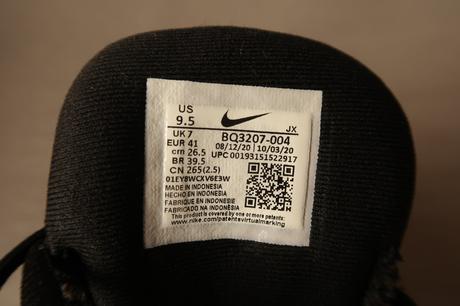 US
9.5
JX
UK 7
BQ3207-004
EUR 41
08/12/20 | 10/03/20
cm 26.5
UPC 00193151522917
BR 39.5
CN 265(2.5)
01EY8WCXV6E3W
MADE IN INDONESIA
FABRIQUE EN INDONESIE
FABRICADO NA INDONÉSIA
This product is covered by one or more patents:
www.nike.com/patentsvirtualmarking